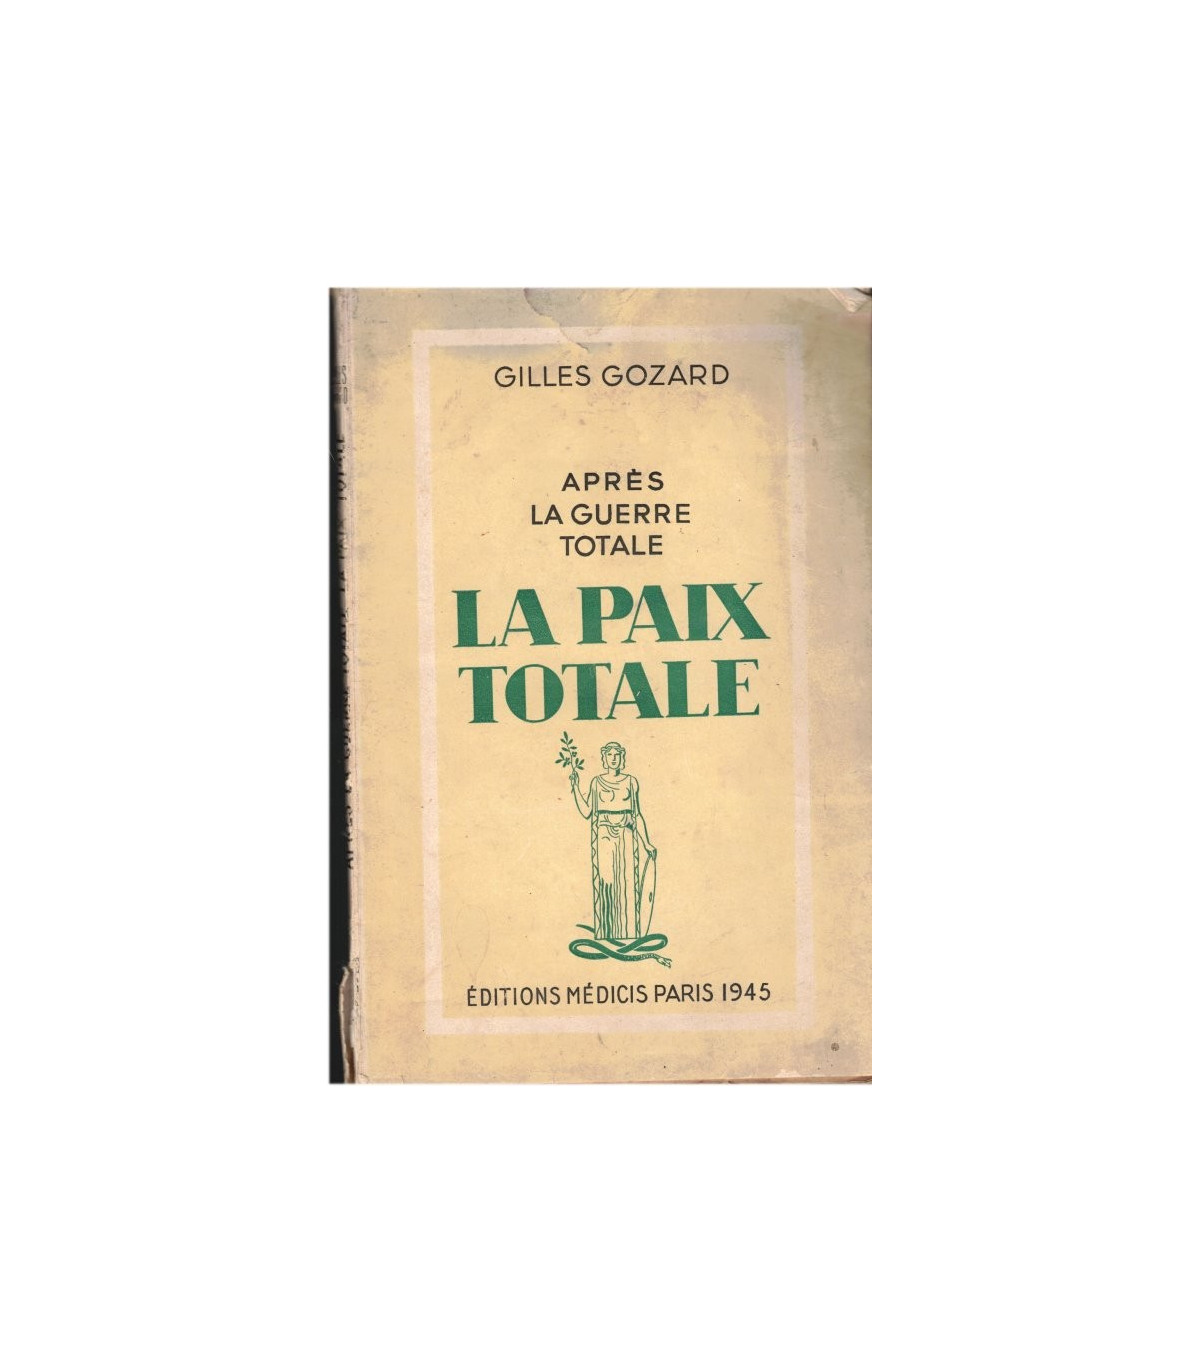 GILLES GOZARD
APRÈS
LA GUERRE
TOTALE
LA PAIX
TOTALE
ÉDITIONS MÉDICIS PARIS 1945